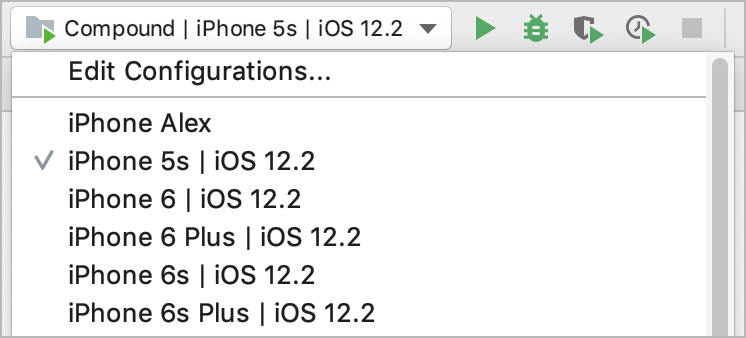 Compound | iPhone 5s | iOS 12.2
Edit Configurations...
iPhone Alex
iPhone 5s | iOS 12.2
iPhone 6 | iOS 12.2
iPhone 6 Plus | iOS 12.2
iPhone 6s | iOS 12.2
iPhone 6s Plus | iOS 12.2